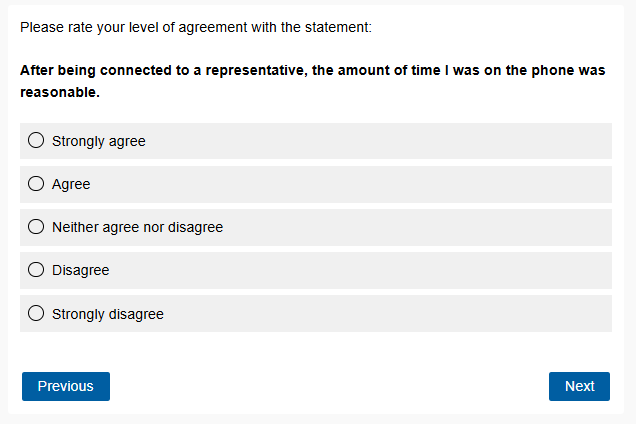 Please rate your level of agreement with the statement:
After being connected to a representative, the amount of time I was on the phone was
reasonable.
Strongly agree
Agree
Neither agree nor disagree
Disagree
Strongly disagree
Previous
Next